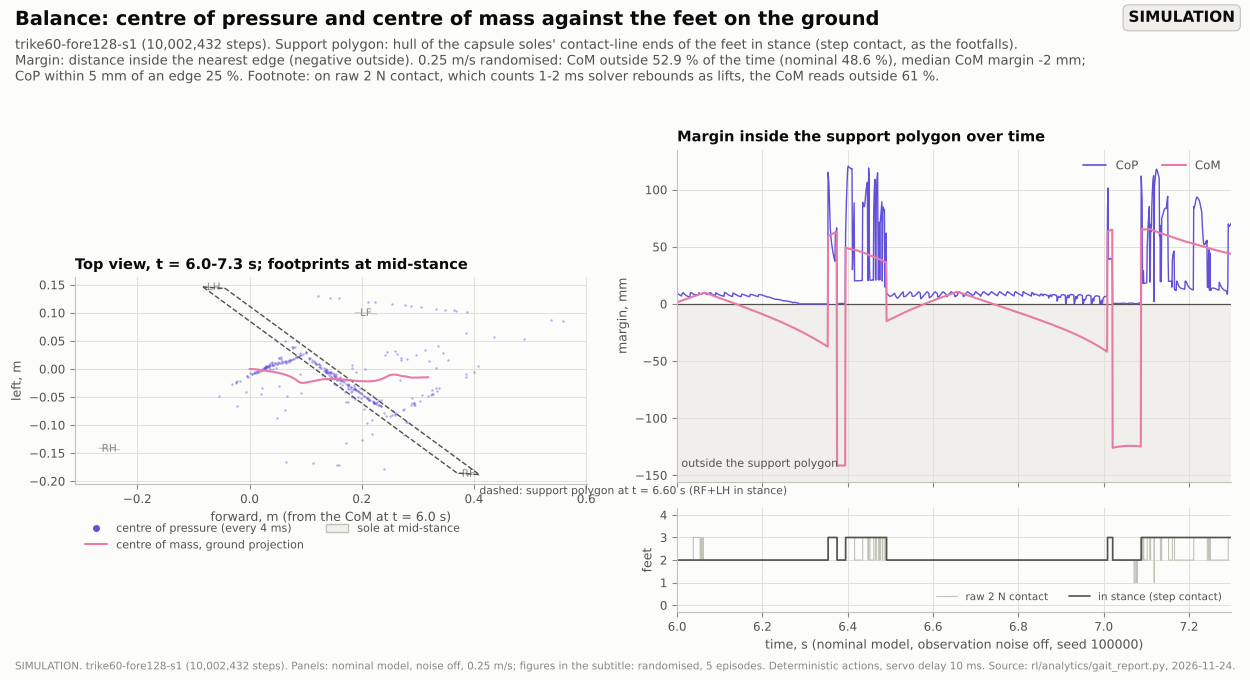 Balance: centre of pressure and centre of mass against the feet on the ground
SIMULATION
trike60-fore128-s1 (10,002,432 steps). Support polygon: hull of the capsule soles' contact-line ends of the feet in stance (step contact, as the footfalls).
Margin: distance inside the nearest edge (negative outside). 0.25 m/s randomised: CoM outside 52.9 % of the time (nominal 48.6 %), median CoM margin -2 mm;
CoP within 5 mm of an edge 25 %. Footnote: on raw 2 N contact, which counts 1-2 ms solver rebounds as lifts, the CoM reads outside 61 %.
Top view, t = 6.0-7.3 s; footprints at mid-stance
left, m
0.15
0.10
0.05
0.00
−0.05
−0.10
−0.15
−0.20
LH
LF
RH
RF
−0.2
0.0
0.2
0.4
0.6
forward, m (from the CoM at t = 6.0 s)
dashed: support polygon at t = 6.60 s (RF+LH in stance)
centre of pressure (every 4 ms)
sole at mid-stance
centre of mass, ground projection
Margin inside the support polygon over time
CoP
CoM
margin, mm
100
50
0
−50
−100
−150
outside the support polygon
feet
4
3
2
1
0
raw 2 N contact
in stance (step contact)
6.0
6.2
6.4
6.6
6.8
7.0
7.2
time, s (nominal model, observation noise off, seed 100000)
SIMULATION. trike60-fore128-s1 (10,002,432 steps). Panels: nominal model, noise off, 0.25 m/s; figures in the subtitle: randomised, 5 episodes. Deterministic actions, servo delay 10 ms. Source: rl/analytics/gait_report.py, 2026-11-24.